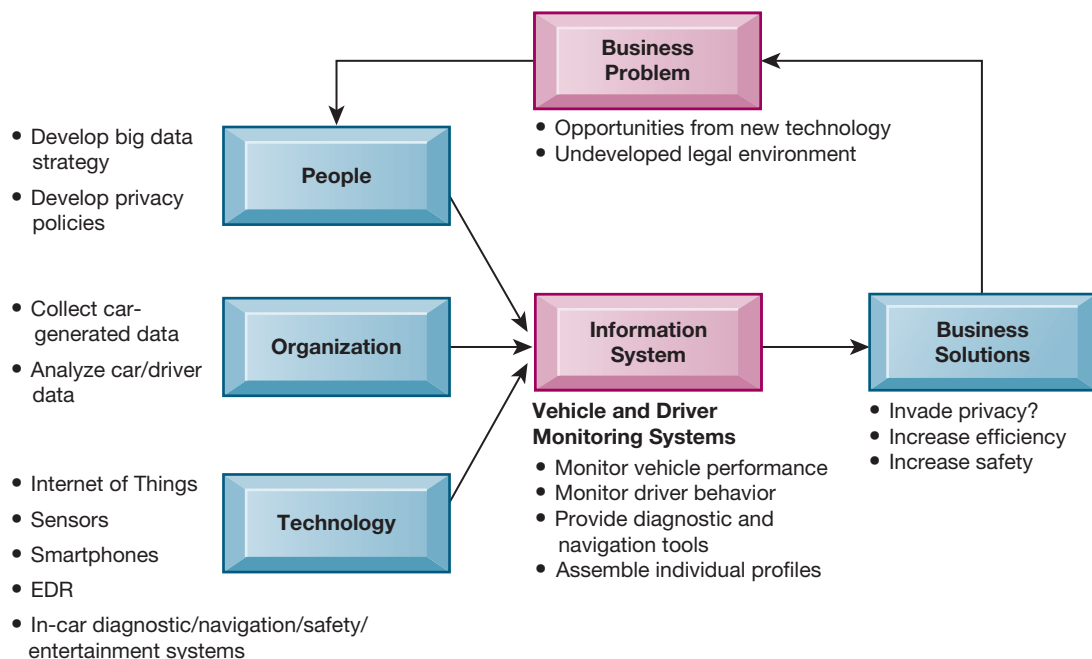 Business
Problem
• Opportunities from new technology
• Undeveloped legal environment
• Develop big data
strategy
• Develop privacy
policies
People
• Collect car-
generated data
• Analyze car/driver
data
Organization
• Internet of Things
• Sensors
• Smartphones
• EDR
• In-car diagnostic/navigation/safety/
entertainment systems
Technology
Information
System
Vehicle and Driver
Monitoring Systems
• Monitor vehicle performance
• Monitor driver behavior
• Provide diagnostic and
navigation tools
• Assemble individual profiles
Business
Solutions
• Invade privacy?
• Increase efficiency
• Increase safety